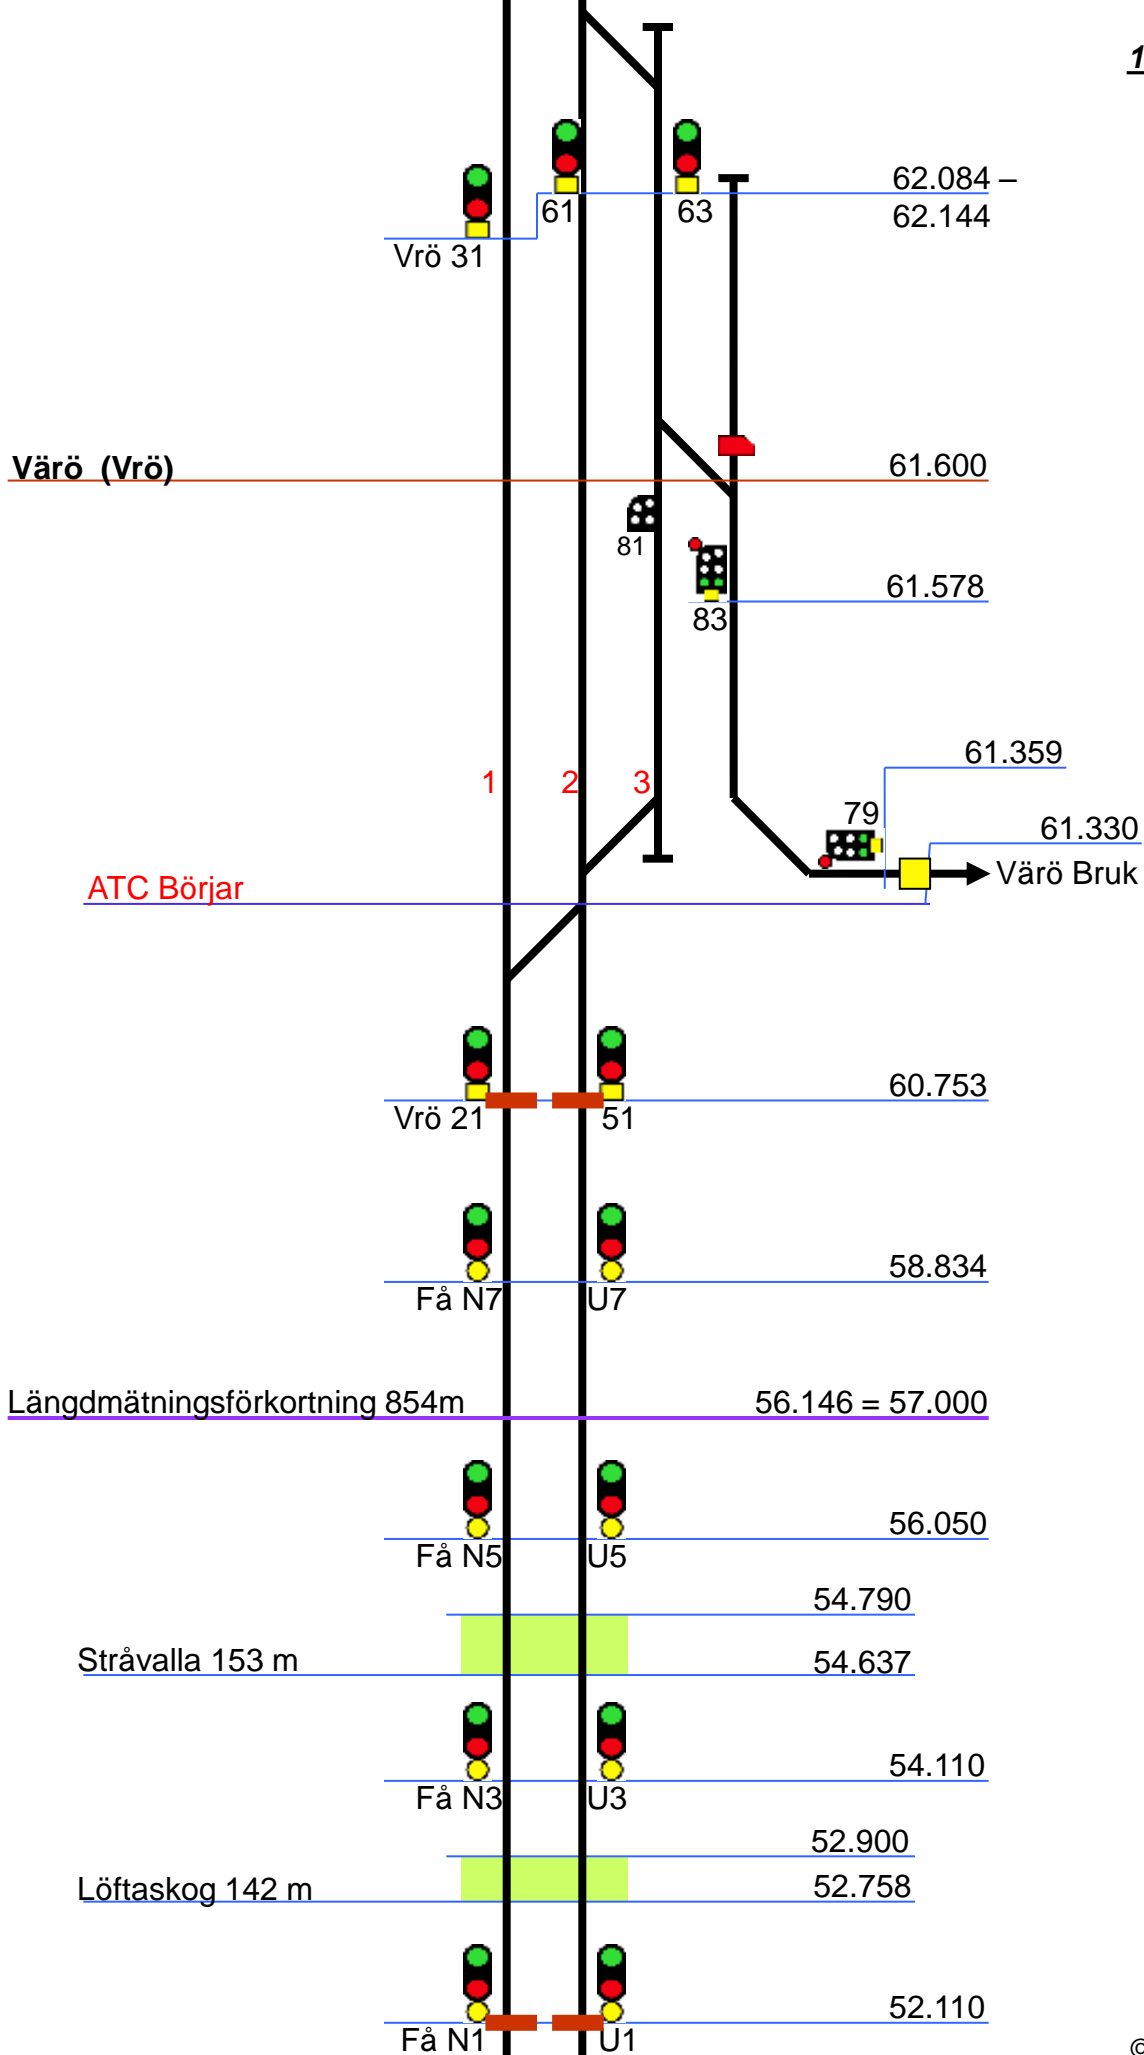 1
62.084 –
61 63
62.144
Vrö 31
Värö (Vrö) 61.600
81
61.578
83
61.359
1 2 3
79
61.330
Värö Bruk
ATC Börjar
60.753
Vrö 21 51
58.834
Få N7 U7
Längdmätningsförkortning 854m 56.146 = 57.000
56.050
Få N5 U5
54.790
Stråvalla 153 m 54.637
54.110
Få N3 U3
52.900
Löftaskog 142 m 52.758
52.110
Få N1 U1
©